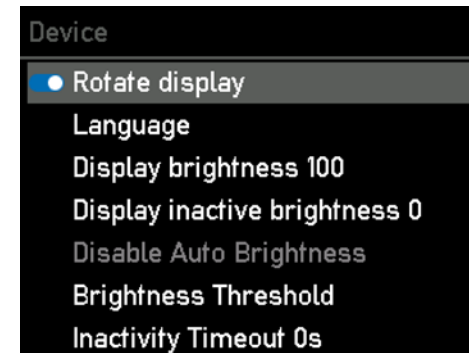 Device
Rotate display
Language
Display brightness 100
Display inactive brightness 0
Disable Auto Brightness
Brightness Threshold
Inactivity Timeout 0s